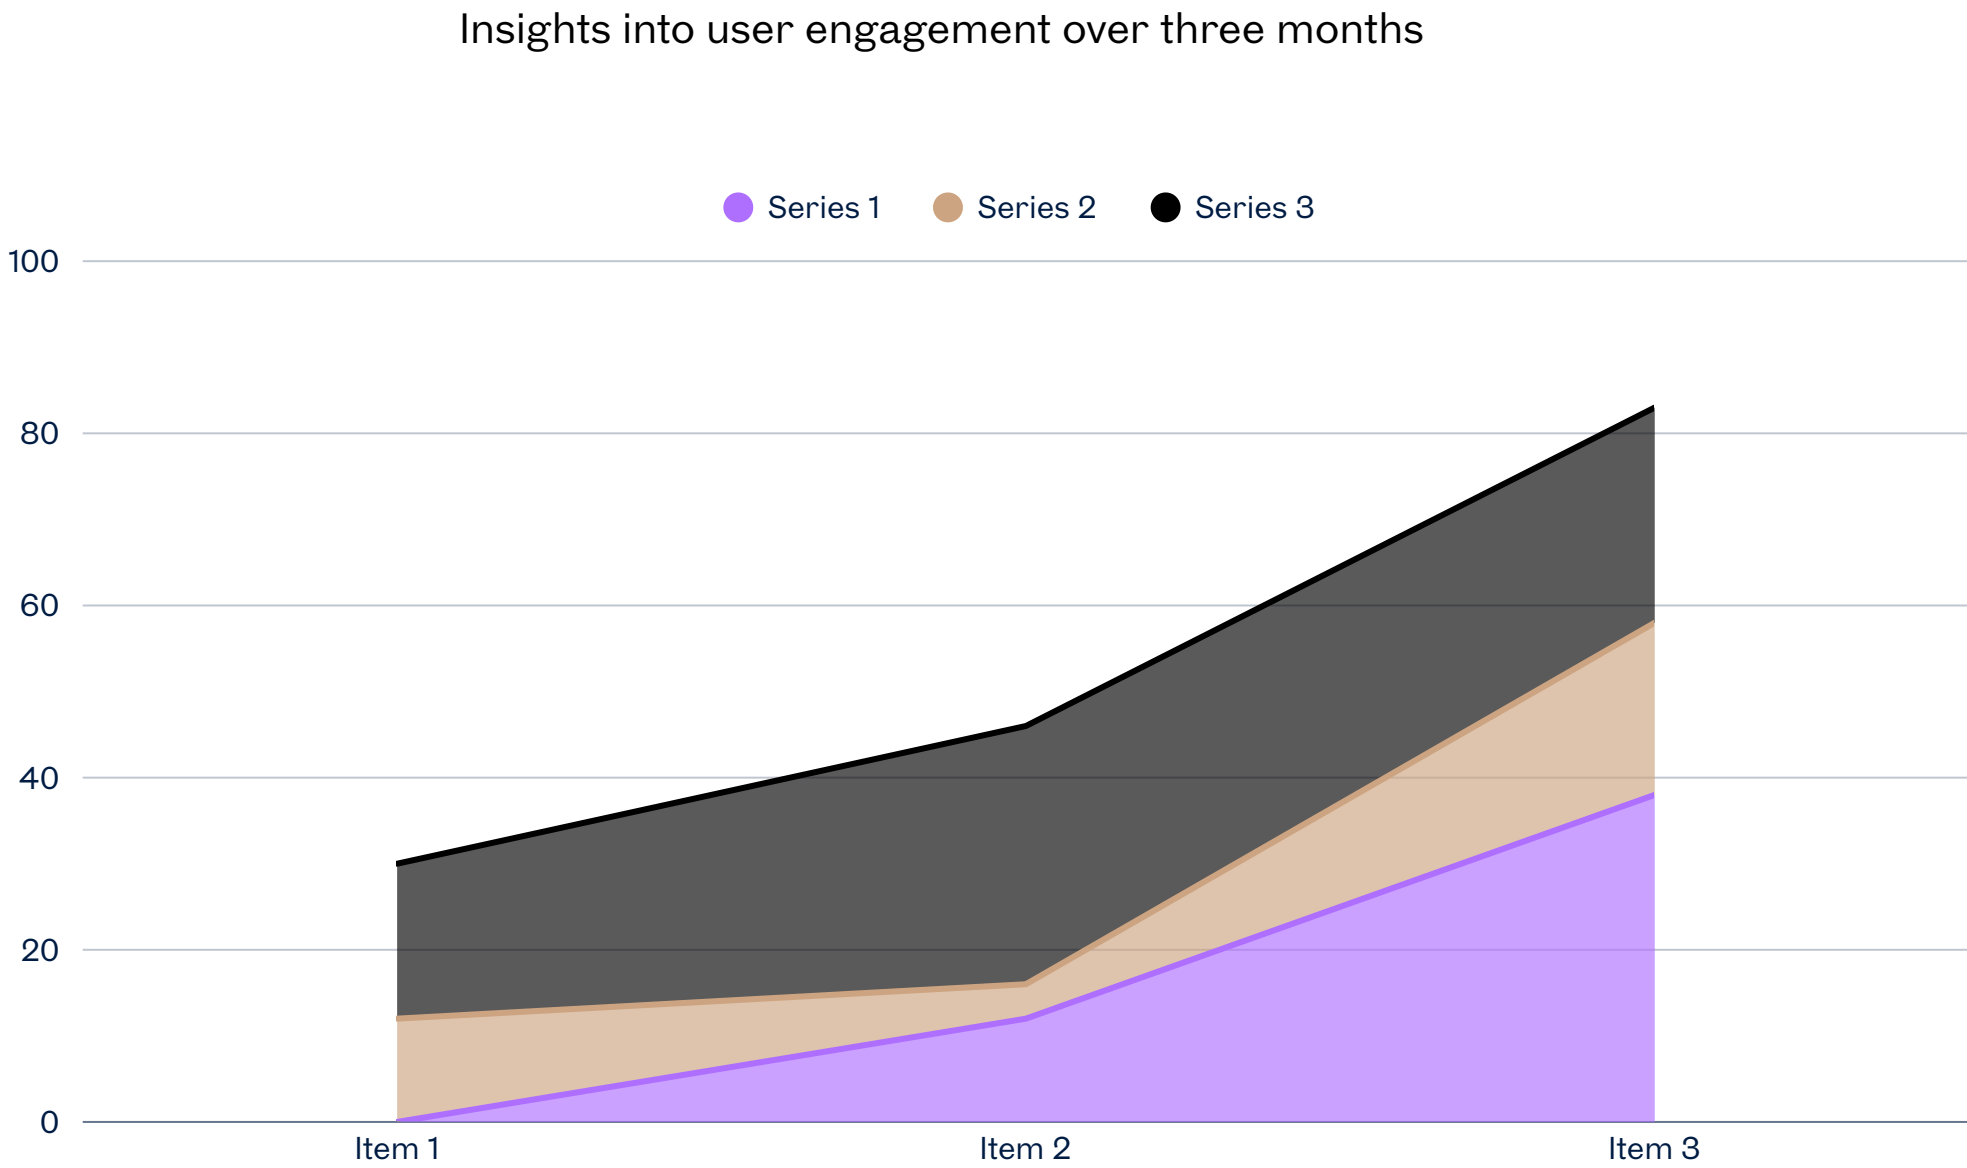 Insights into user engagement over three months
Series 1 Series 2 Series 3
100
80
60
40
20
0
Item 1 Item 2 Item 3